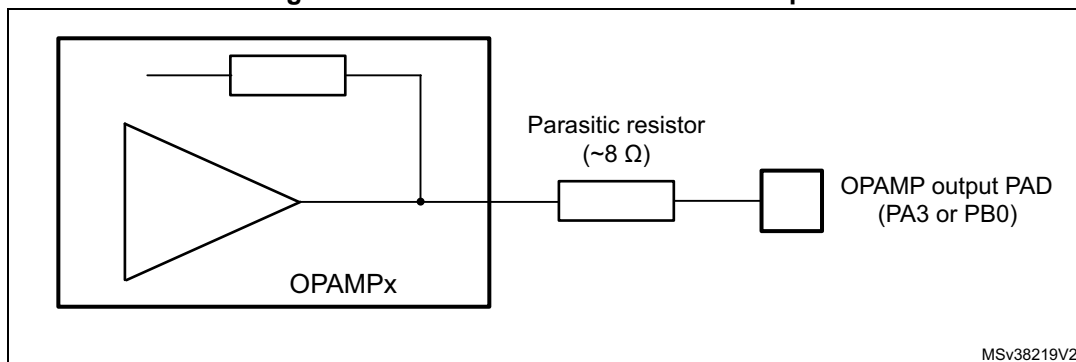 Parasitic resistor
(~8 Ω)
OPAMP output PAD
(PA3 or PB0)
OPAMPx
MSv38219V2